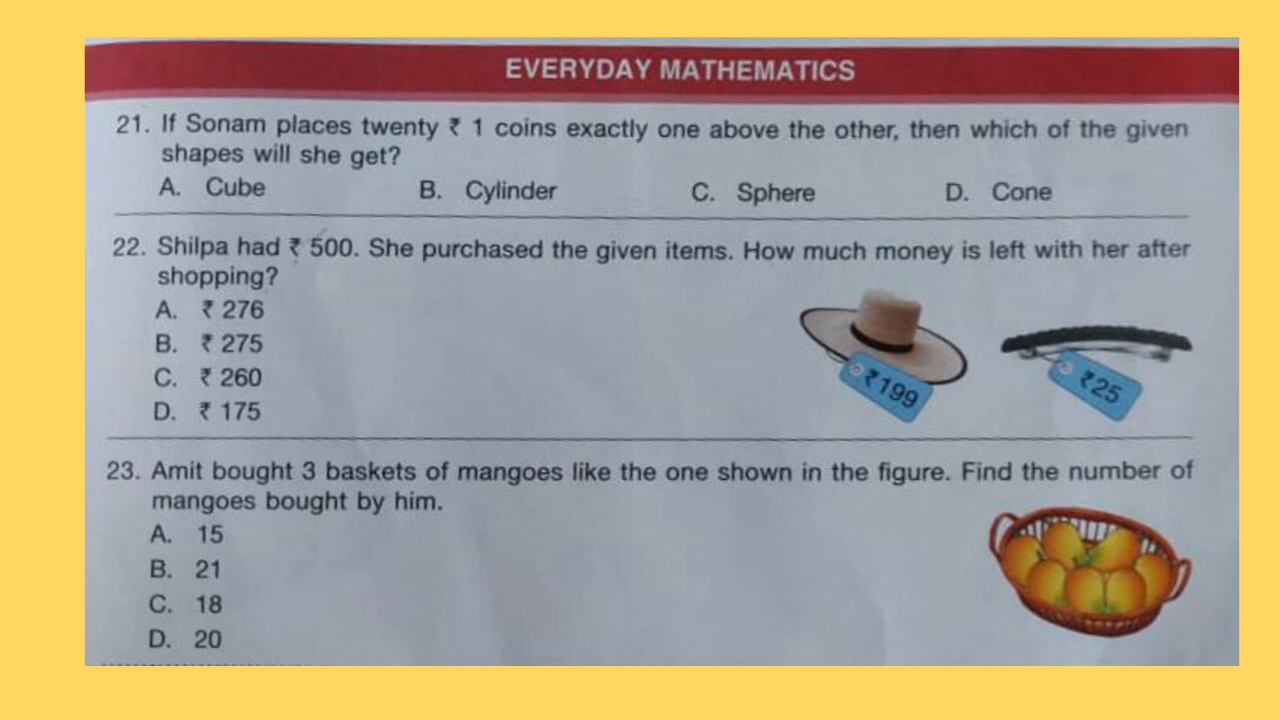 EVERYDAY MATHEMATICS
21. If Sonam places twenty ₹ 1 coins exactly one above the other, then which of the given
shapes will she get?
A. Cube B. Cylinder C. Sphere D. Cone
22. Shilpa had ₹ 500. She purchased the given items. How much money is left with her after
shopping?
A. ₹ 276
B. ₹ 275
C. ₹ 260
D. ₹ 175
₹199
₹25
23. Amit bought 3 baskets of mangoes like the one shown in the figure. Find the number of
mangoes bought by him.
A. 15
B. 21
C. 18
D. 20